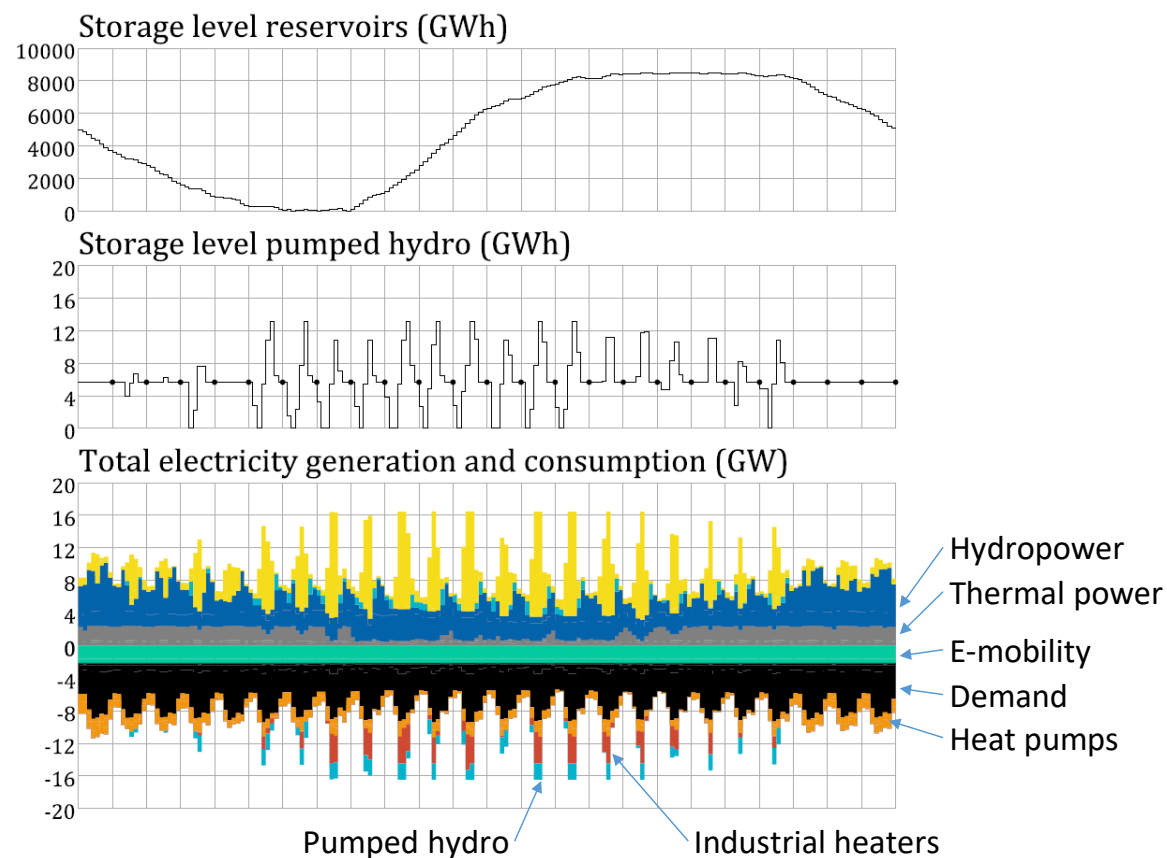 Storage level reservoirs (GWh)
10000
8000
6000
4000
2000
0
Storage level pumped hydro (GWh)
20
16
12
8
4
0
Total electricity generation and consumption (GW)
20
16
12
8
4
0
-4
-8
-12
-16
-20
Hydropower
Thermal power
E-mobility
Demand
Heat pumps
Pumped hydro
Industrial heaters